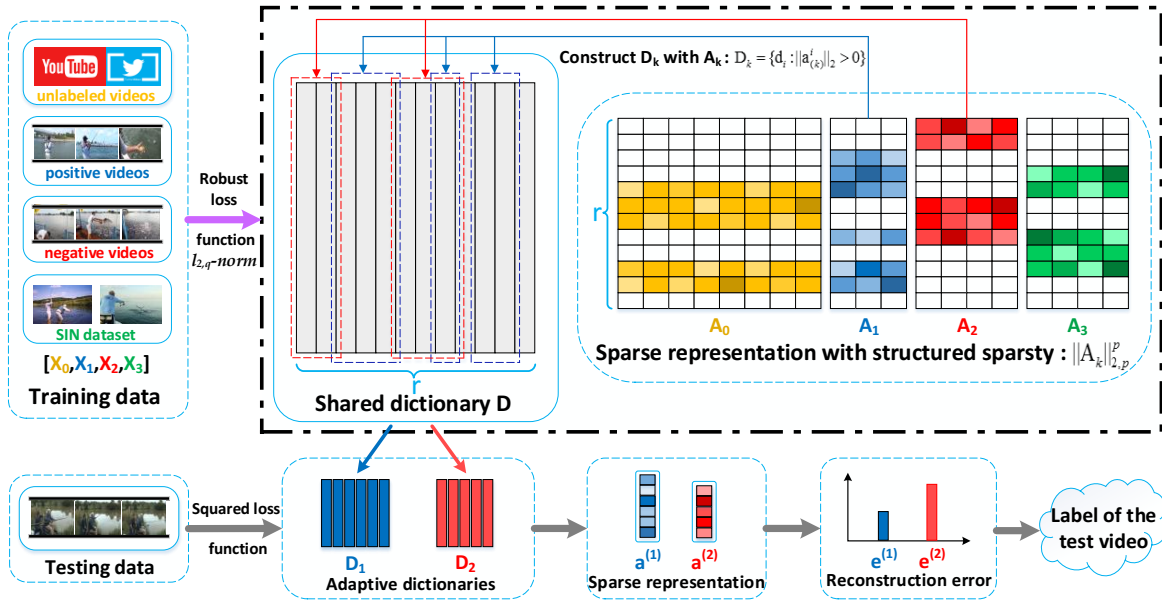 YouTube
unlabeled videos
positive videos
negative videos
SIN dataset
[X₀,X₁,X₂,X₃]
Training data
Robust
loss
function
l₂,q-norm
Construct Dₖ with Aₖ : Dₖ = {dᵢ : ||aⁱ₍ₖ₎||₂ > 0}
r
Shared dictionary D
r
A₀
A₁
A₂
A₃
Sparse representation with structured sparsty : ||Aₖ||ᵖ₂,ₚ
Testing data
Squared loss
function
D₁
D₂
Adaptive dictionaries
a⁽¹⁾
a⁽²⁾
Sparse representation
e⁽¹⁾
e⁽²⁾
Reconstruction error
Label of the
test video